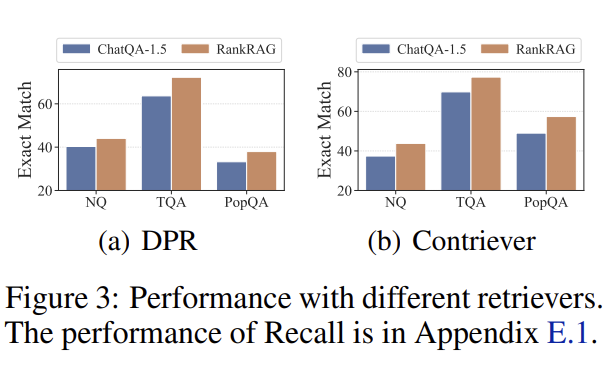 ChatQA-1.5 RankRAG
Exact Match
60
40
20
NQ TQA PopQA
(a) DPR
ChatQA-1.5 RankRAG
Exact Match
80
60
40
20
NQ TQA PopQA
(b) Contriever
Figure 3: Performance with different retrievers.
The performance of Recall is in Appendix E.1.